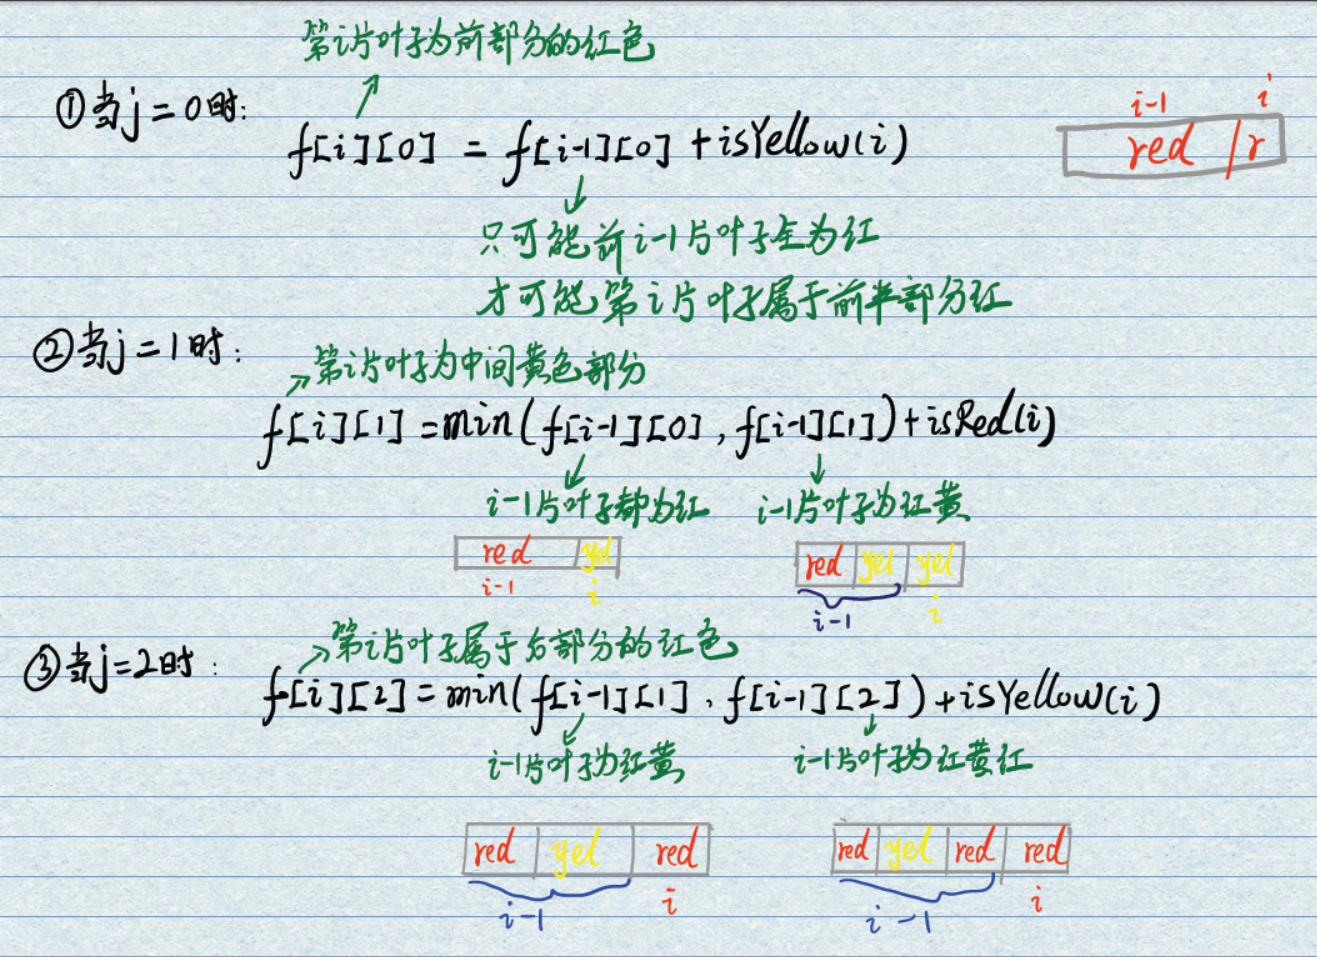 第i片叶子为前部分的红色
①当j=0时:
f[i][0] = f[i-1][0] + isYellow(i)
i-1 i
red / r
只可能前i-1片叶子全为红
才可能第i片叶子属于前半部分红
②当j=1时:
第i片叶子为中间黄色部分
f[i][1] = min(f[i-1][0], f[i-1][1]) + isRed(i)
i-1片叶子都为红 i-1片叶子为红黄
red yel red yel yel
i-1 i i-1 i
第i片叶子属于后部分的红色
③当j=2时:
f[i][2] = min(f[i-1][1], f[i-1][2]) + isYellow(i)
i-1片叶子为红黄 i-1片叶子为红黄红
red yel red red yel red red
i-1 i i-1 i